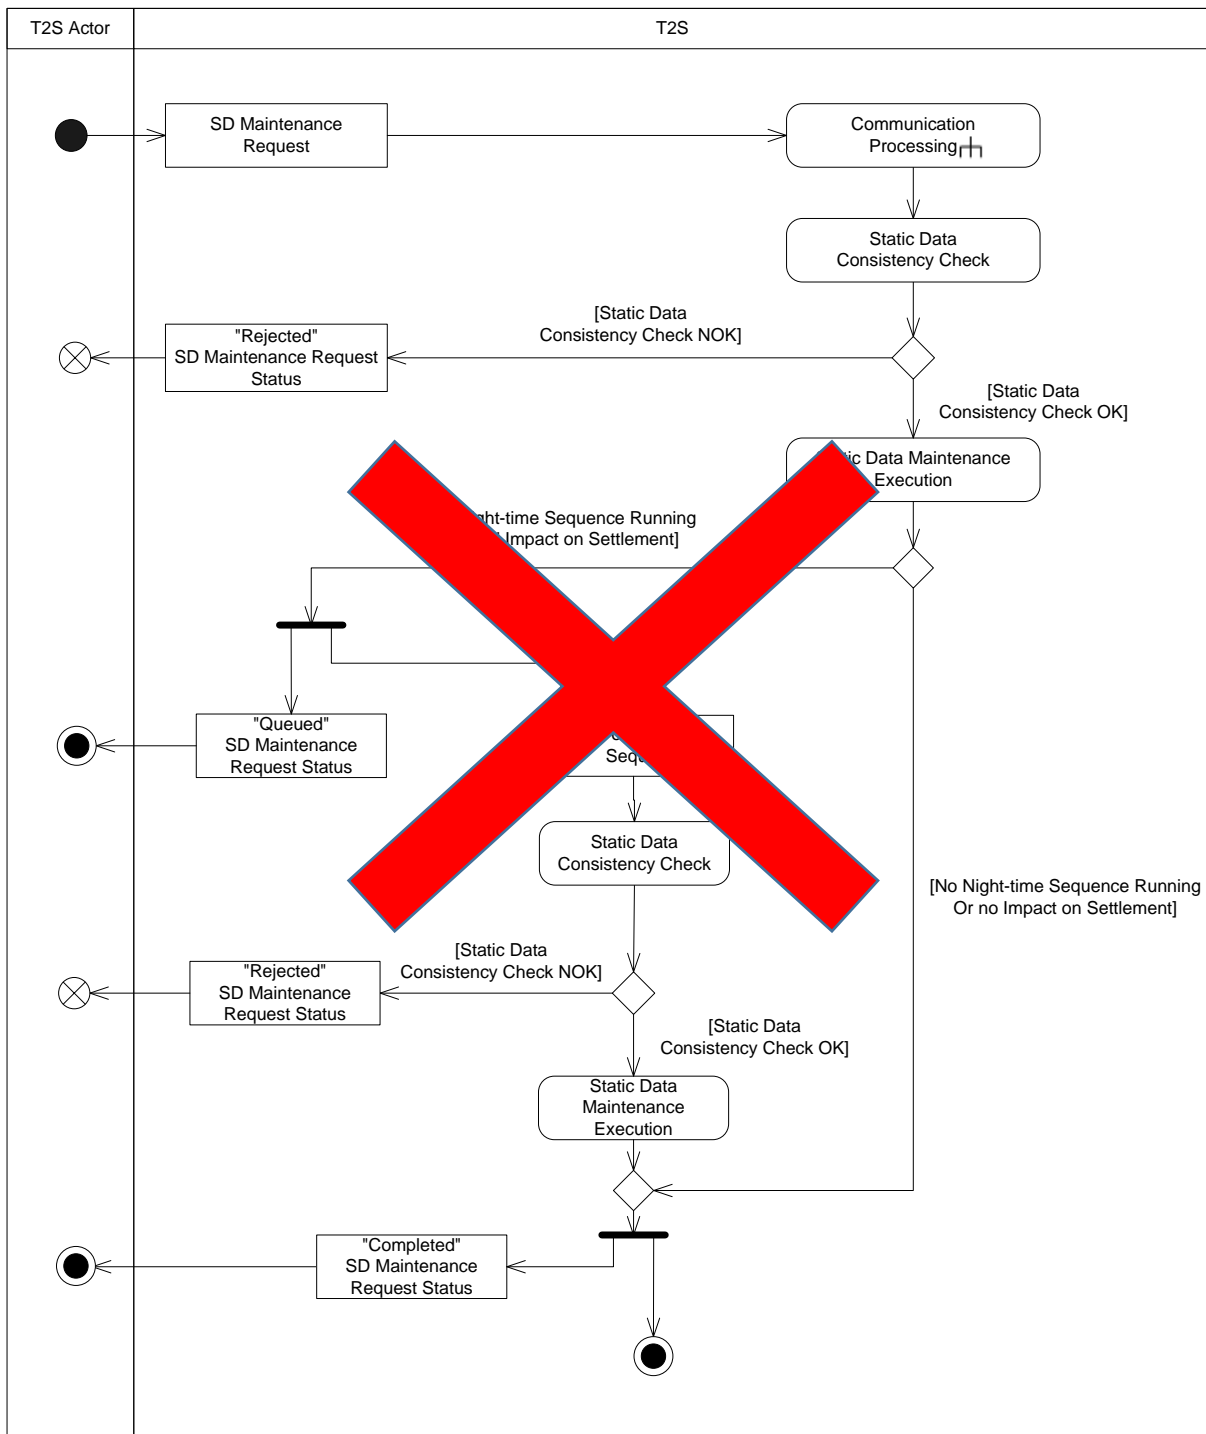 T2S Actor
T2S
SD Maintenance
Request
Communication
Processing
Static Data
Consistency Check
[Static Data
Consistency Check NOK]
"Rejected"
SD Maintenance Request
Status
[Static Data
Consistency Check OK]
Data Maintenance
Execution
Sequence Running
Impact on Settlement]
"Queued"
SD Maintenance
Request Status
Static Data
Consistency Check
[No Night-time Sequence Running
Or no Impact on Settlement]
[Static Data
Consistency Check NOK]
"Rejected"
SD Maintenance
Request Status
[Static Data
Consistency Check OK]
Static Data
Maintenance
Execution
"Completed"
SD Maintenance
Request Status